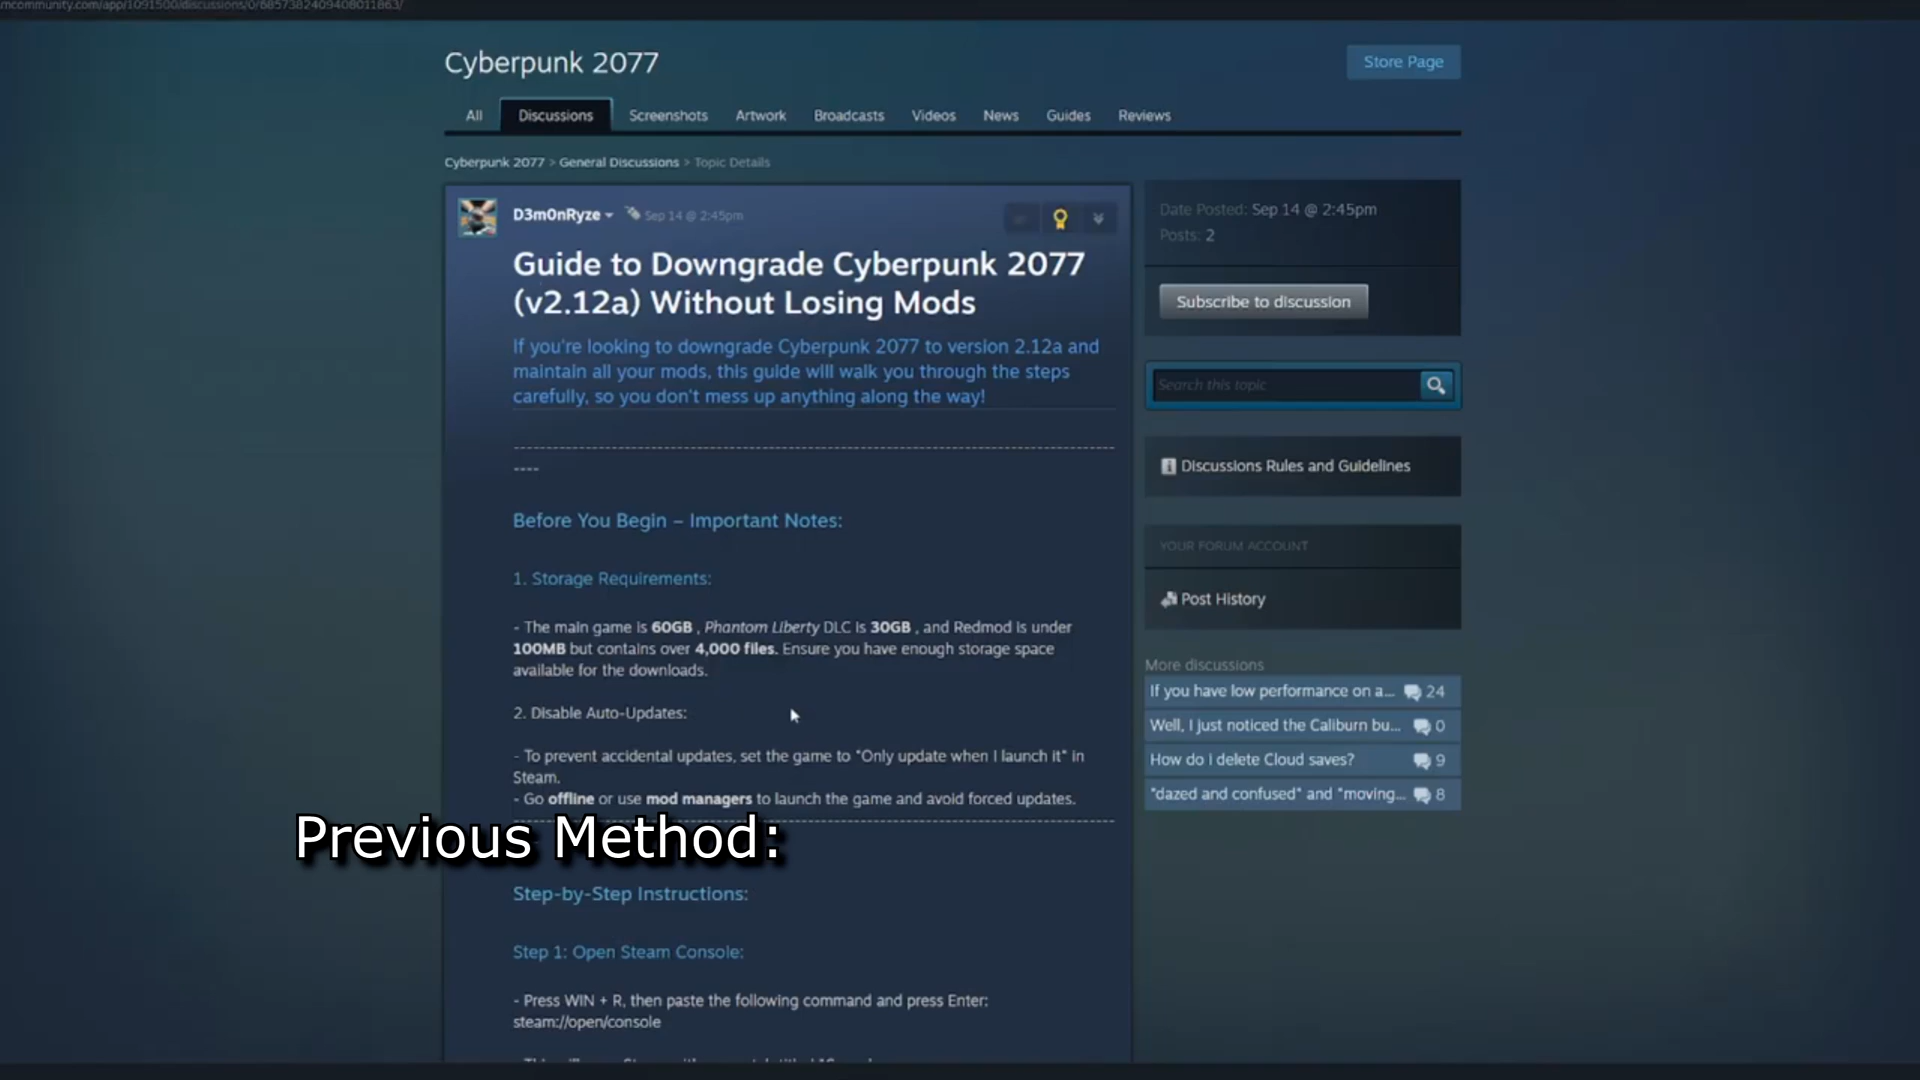 mcommunity.com/app/1091500/discussions/0/6857382409408011863/
Cyberpunk 2077
Store Page
All Discussions Screenshots Artwork Broadcasts Videos News Guides Reviews
Cyberpunk 2077 > General Discussions > Topic Details
D3m0nRyze Sep 14 @ 2:45pm
Guide to Downgrade Cyberpunk 2077
(v2.12a) Without Losing Mods
If you're looking to downgrade Cyberpunk 2077 to version 2.12a and
maintain all your mods, this guide will walk you through the steps
carefully, so you don't mess up anything along the way!
Before You Begin – Important Notes:
1. Storage Requirements:
- The main game is 60GB , Phantom Liberty DLC is 30GB , and Redmod is under
100MB but contains over 4,000 files. Ensure you have enough storage space
available for the downloads.
2. Disable Auto-Updates:
- To prevent accidental updates, set the game to "Only update when I launch it" in
Steam.
- Go offline or use mod managers to launch the game and avoid forced updates.
Previous Method:
Step-by-Step Instructions:
Step 1: Open Steam Console:
- Press WIN + R, then paste the following command and press Enter:
steam://open/console
Date Posted: Sep 14 @ 2:45pm
Posts: 2
Subscribe to discussion
Search this topic
Discussions Rules and Guidelines
YOUR FORUM ACCOUNT
Post History
More discussions
If you have low performance on a... 24
Well, I just noticed the Caliburn bu... 0
How do I delete Cloud saves? 9
"dazed and confused" and "moving... 8